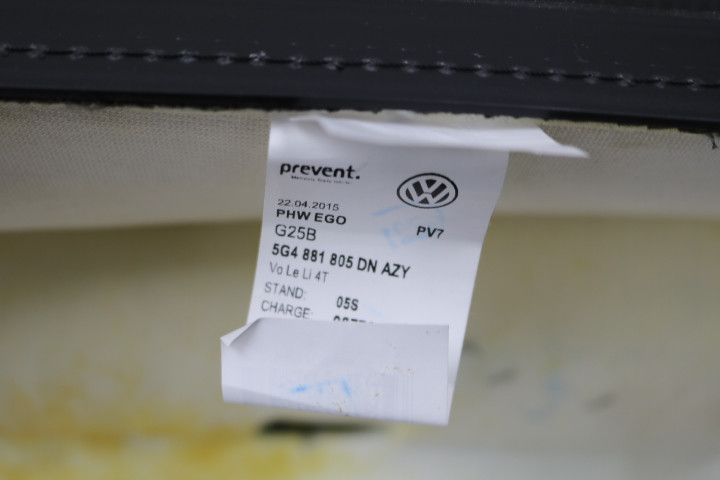 prevent.
22.04.2015
PHW EGO
G25B PV7
5G4 881 805 DN AZY
Vo Le Li 4T
STAND: 05S
CHARGE: